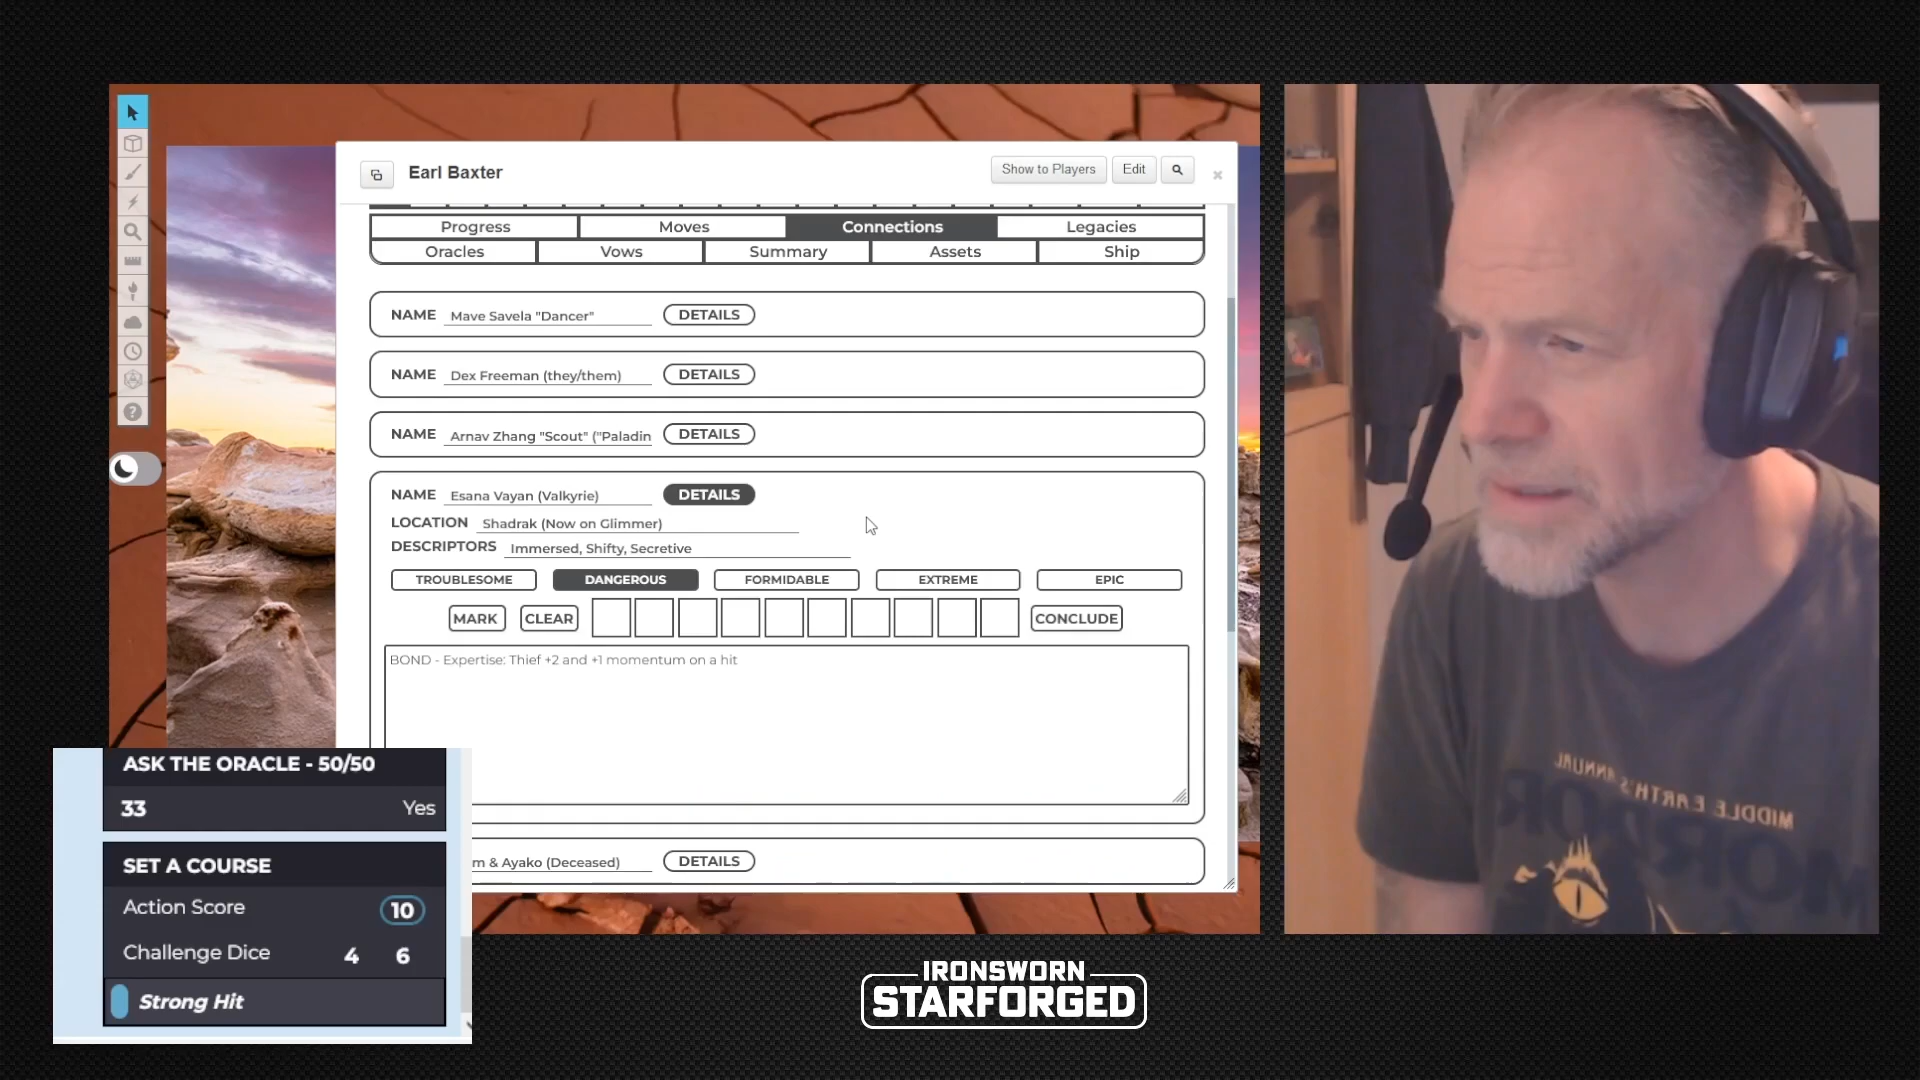 Earl Baxter
Show to Players
Edit
Progress
Moves
Connections
Legacies
Oracles
Vows
Summary
Assets
Ship
NAME Mave Savela "Dancer" DETAILS
NAME Dex Freeman (they/them) DETAILS
NAME Arnav Zhang "Scout" ("Paladin DETAILS
NAME Esana Vayan (Valkyrie) DETAILS
LOCATION Shadrak (Now on Glimmer)
DESCRIPTORS Immersed, Shifty, Secretive
TROUBLESOME DANGEROUS FORMIDABLE EXTREME EPIC
MARK CLEAR CONCLUDE
BOND - Expertise: Thief +2 and +1 momentum on a hit
m & Ayako (Deceased) DETAILS
ASK THE ORACLE - 50/50
33 Yes
SET A COURSE
Action Score 10
Challenge Dice 4 6
Strong Hit
MIDDLE EARTH'S ANNUAL
IRONSWORN
STARFORGED